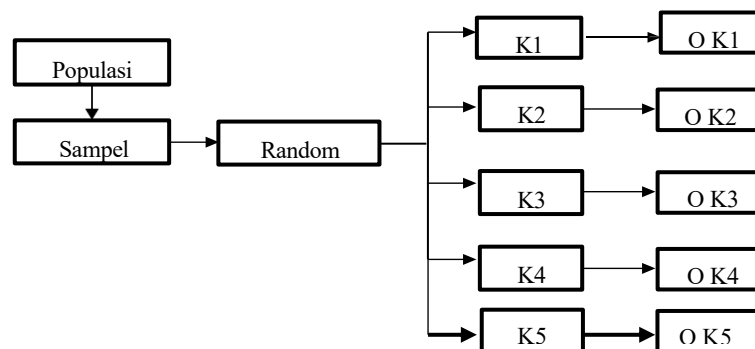 Populasi
Sampel
Random
K1
O K1
K2
O K2
K3
O K3
K4
O K4
K5
O K5